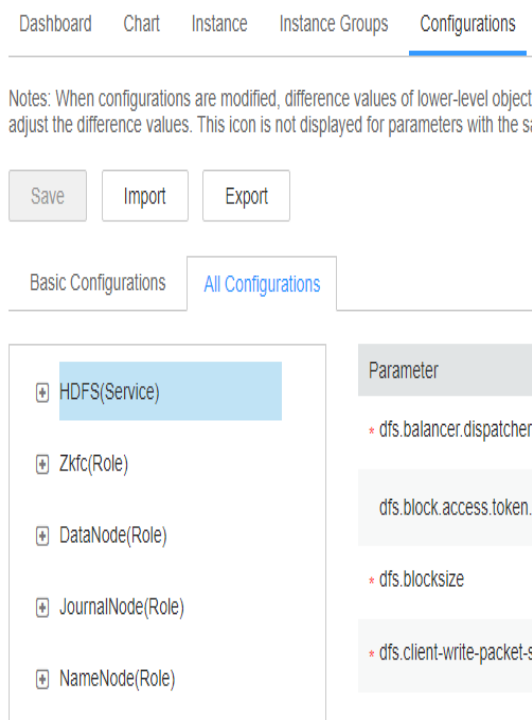 Dashboard Chart Instance Instance Groups Configurations
Notes: When configurations are modified, difference values of lower-level object
adjust the difference values. This icon is not displayed for parameters with the
Save Import Export
Basic Configurations All Configurations
HDFS(Service)
Zkfc(Role)
DataNode(Role)
JournalNode(Role)
NameNode(Role)
Parameter
* dfs.balancer.dispatcher
dfs.block.access.token.
* dfs.blocksize
* dfs.client-write-packet-s